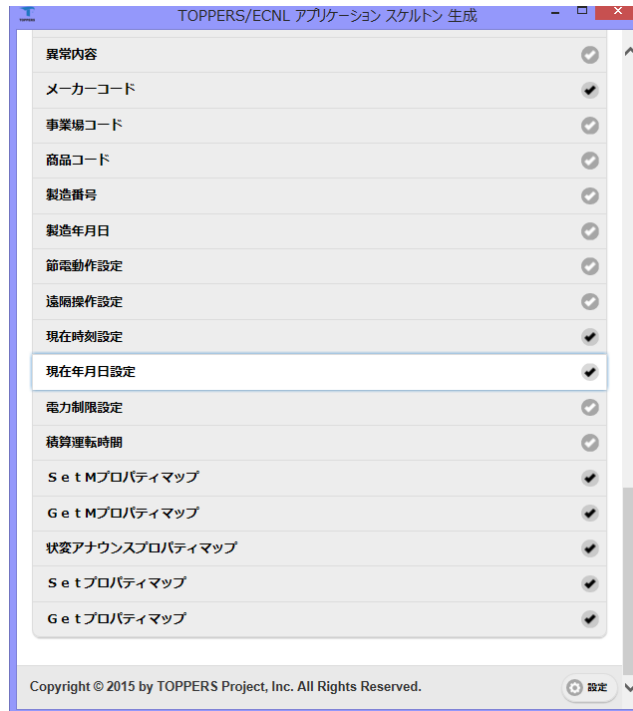 TOPPERS/ECNL アプリケーション スケルトン 生成
異常内容
メーカーコード
事業場コード
商品コード
製造番号
製造年月日
節電動作設定
遠隔操作設定
現在時刻設定
現在年月日設定
電力制限設定
積算運転時間
ＳｅｔＭプロパティマップ
ＧｅｔＭプロパティマップ
状変アナウンスプロパティマップ
Ｓｅｔプロパティマップ
Ｇｅｔプロパティマップ
Copyright © 2015 by TOPPERS Project, Inc. All Rights Reserved.
設定